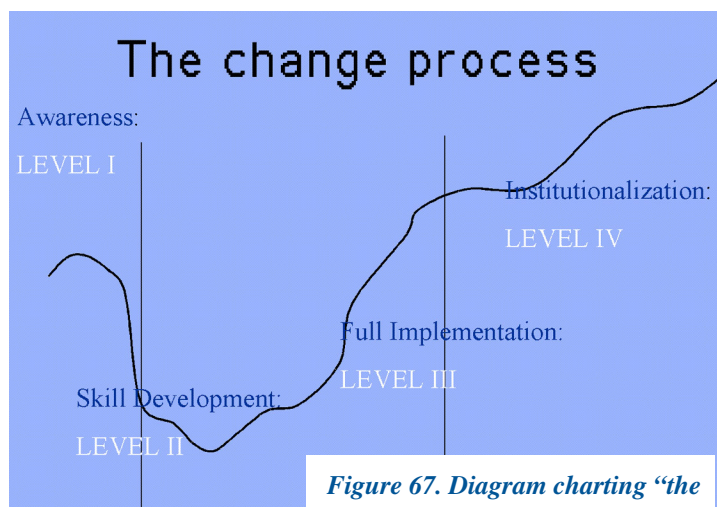 The change process
Awareness:
LEVEL I
Institutionalization:
LEVEL IV
Full Implementation:
LEVEL III
Skill Development:
LEVEL II
Figure 67. Diagram charting “the